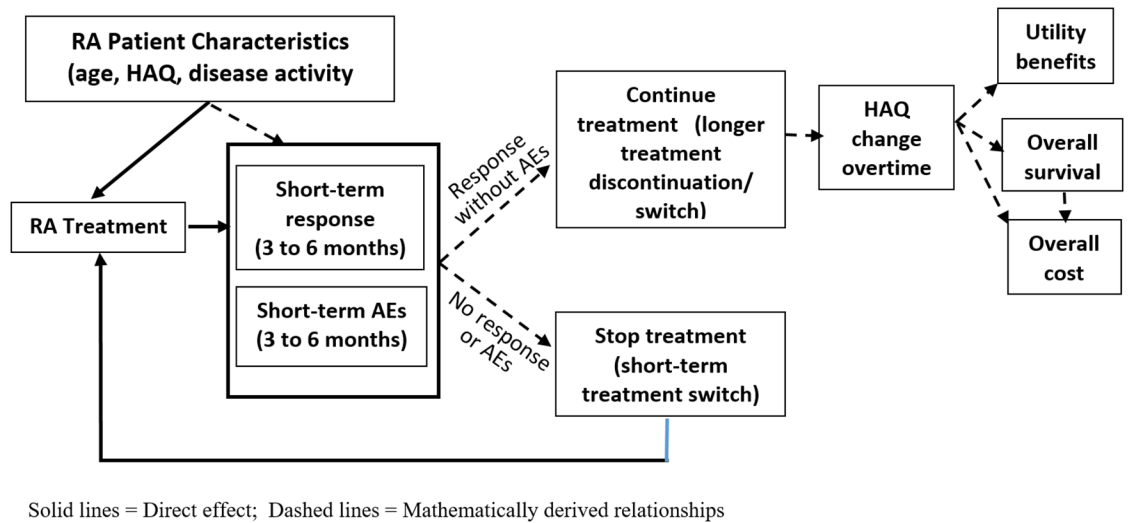 RA Patient Characteristics
(age, HAQ, disease activity
RA Treatment
Short-term
response
(3 to 6 months)
Short-term AEs
(3 to 6 months)
Response
without AEs
No response
or AEs
Continue
treatment (longer
treatment
discontinuation/
switch)
Stop treatment
(short-term
treatment switch)
HAQ
change
overtime
Utility
benefits
Overall
survival
Overall
cost
Solid lines = Direct effect; Dashed lines = Mathematically derived relationships